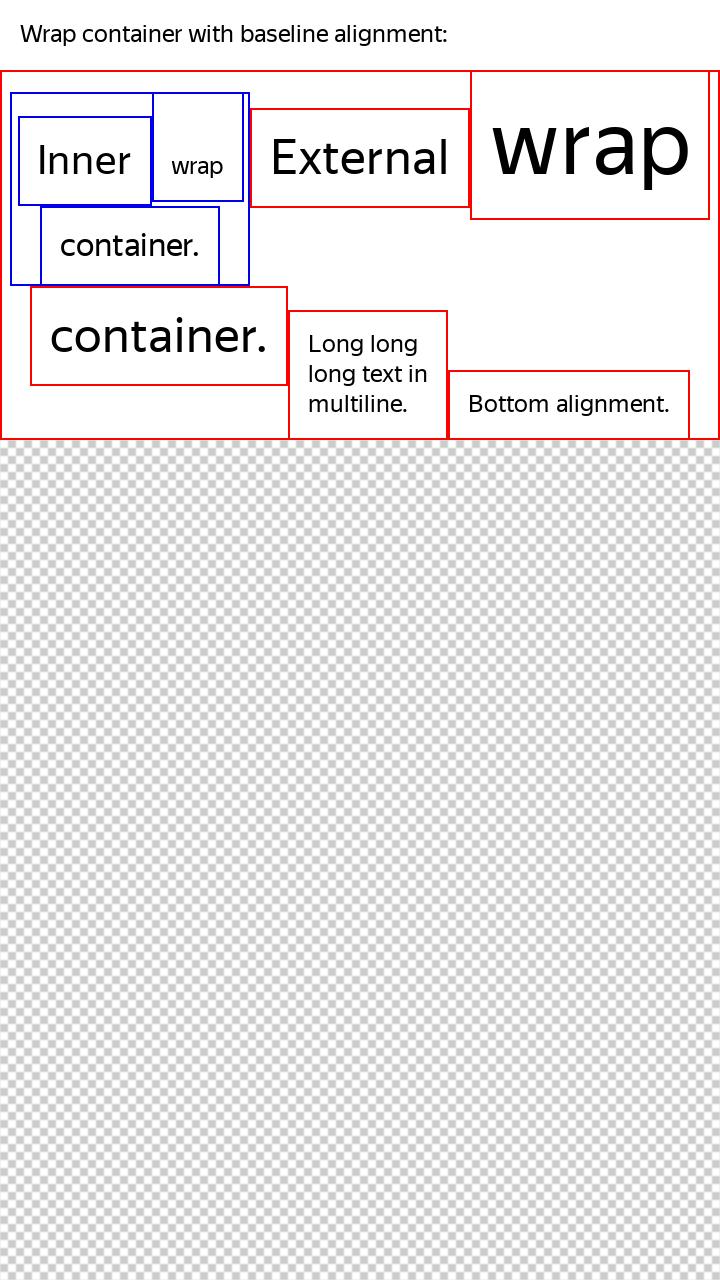 Wrap container with baseline alignment:
Inner wrap External wrap
container.
container.
Long long
long text in
multiline.
Bottom alignment.